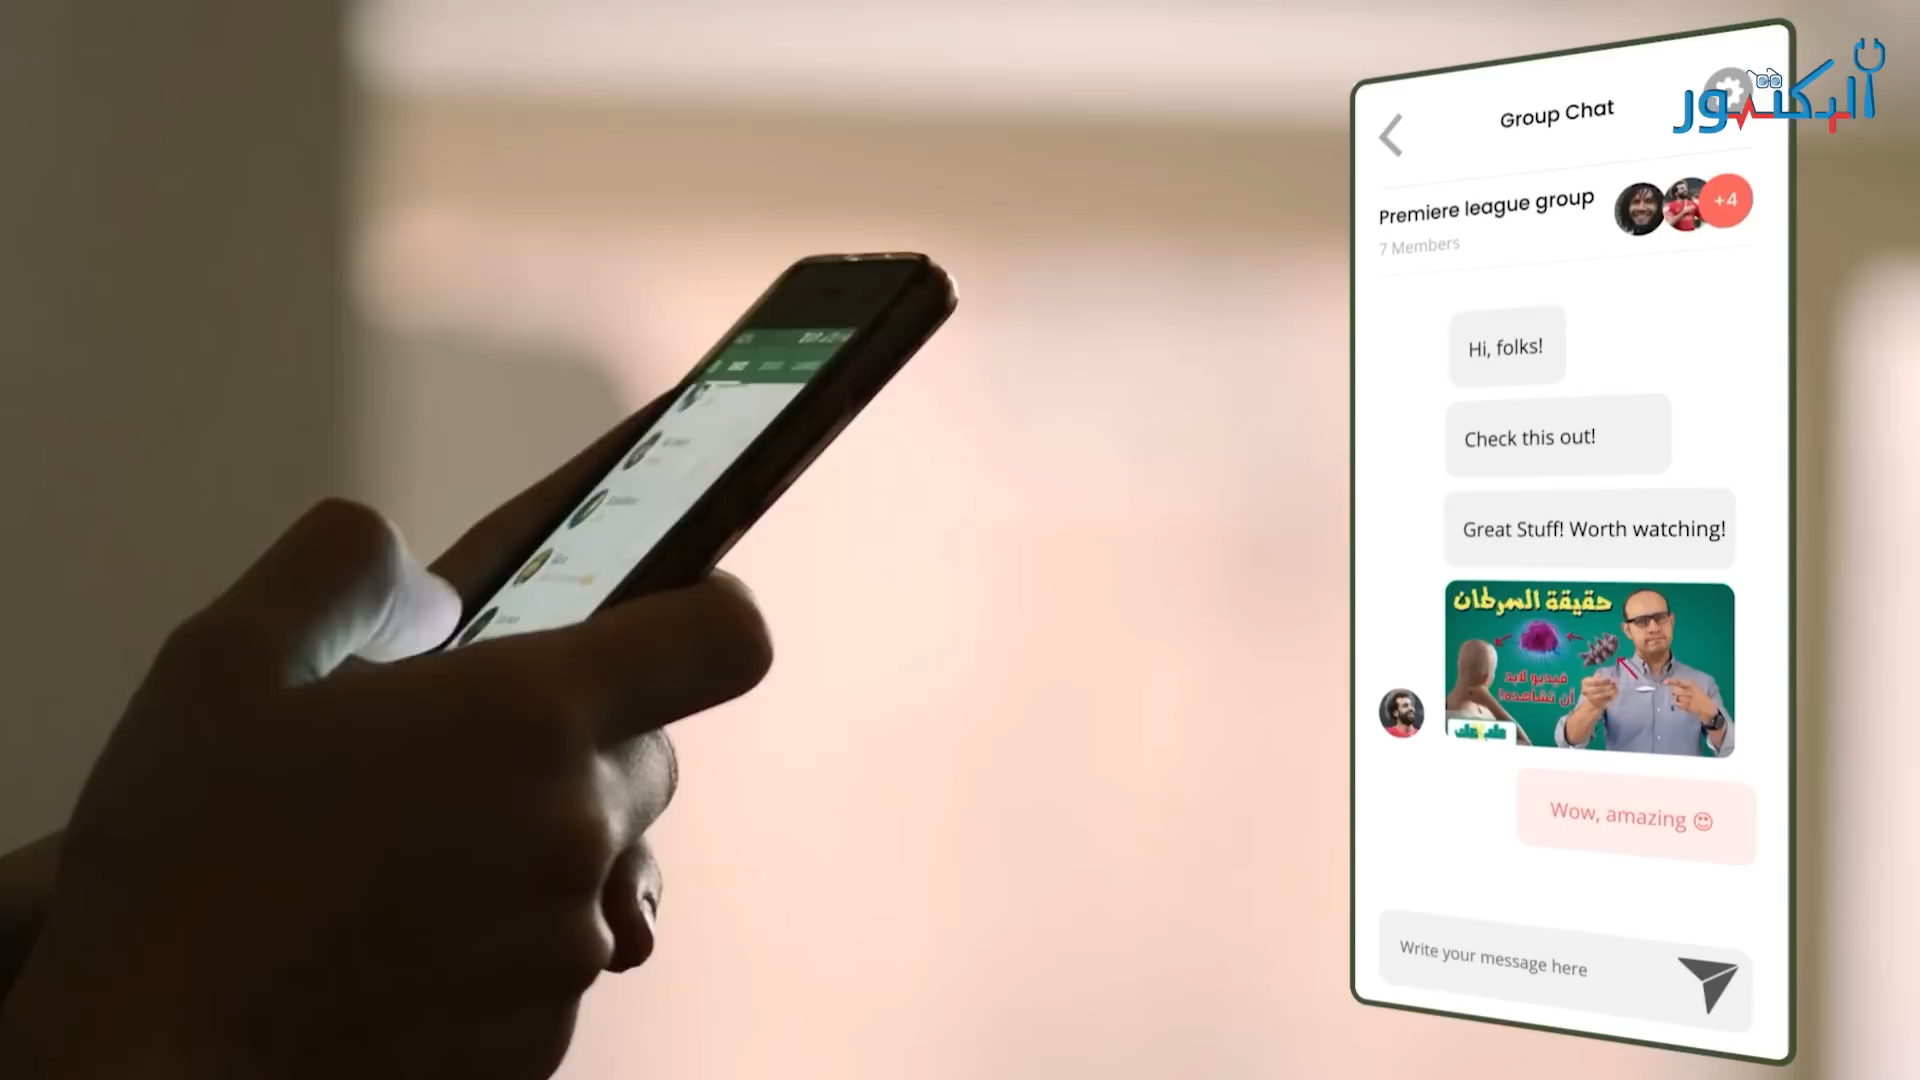 الدكتور
Group Chat
Premiere league group
+4
7 Members
Hi, folks!
Check this out!
Great Stuff! Worth watching!
حقيقة السرطان
فيديو لابد
أن تشاهده!
Wow, amazing 😍
Write your message here